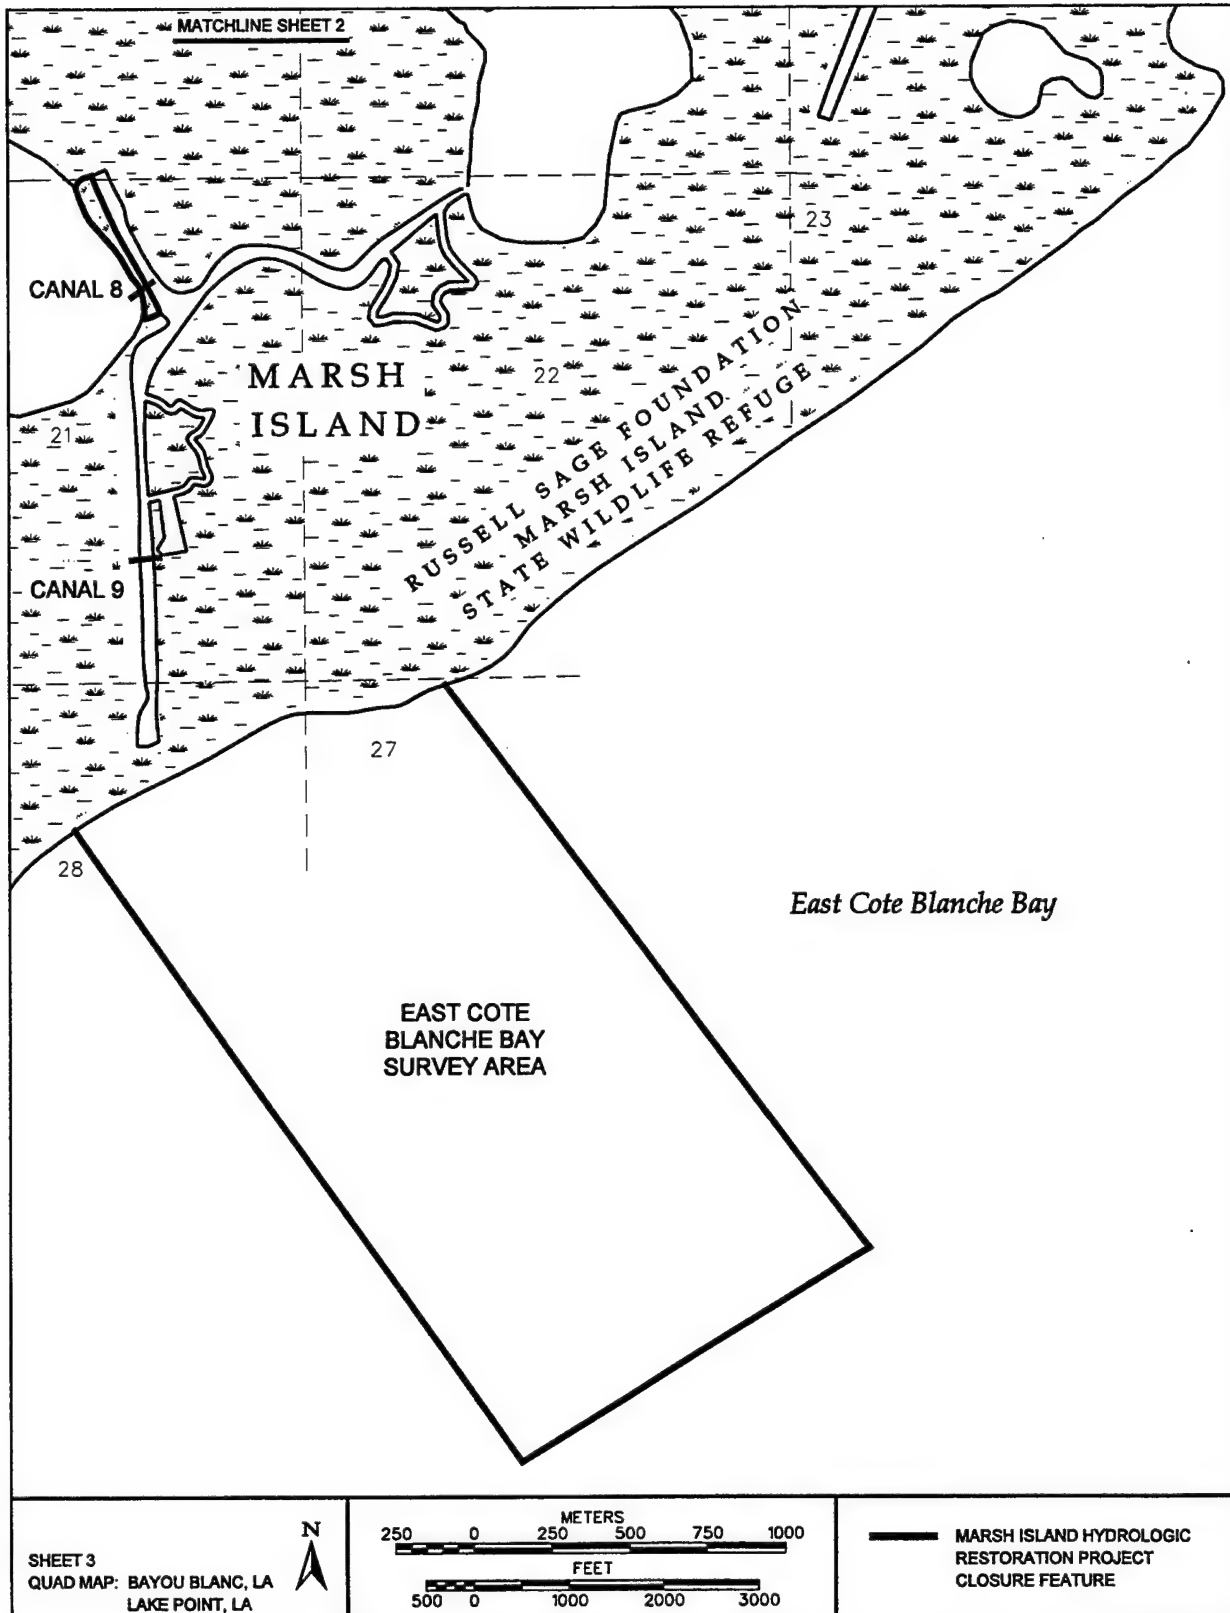 MATCHLINE SHEET 2
23
CANAL 8
MARSH
ISLAND
22
21
RUSSELL SAGE FOUNDATION
MARSH ISLAND
STATE WILDLIFE REFUGE
CANAL 9
27
28
East Cote Blanche Bay
EAST COTE
BLANCHE BAY
SURVEY AREA
SHEET 3
QUAD MAP: BAYOU BLANC, LA
LAKE POINT, LA
N
METERS
250 0 250 500 750 1000
FEET
500 0 1000 2000 3000
MARSH ISLAND HYDROLOGIC
RESTORATION PROJECT
CLOSURE FEATURE